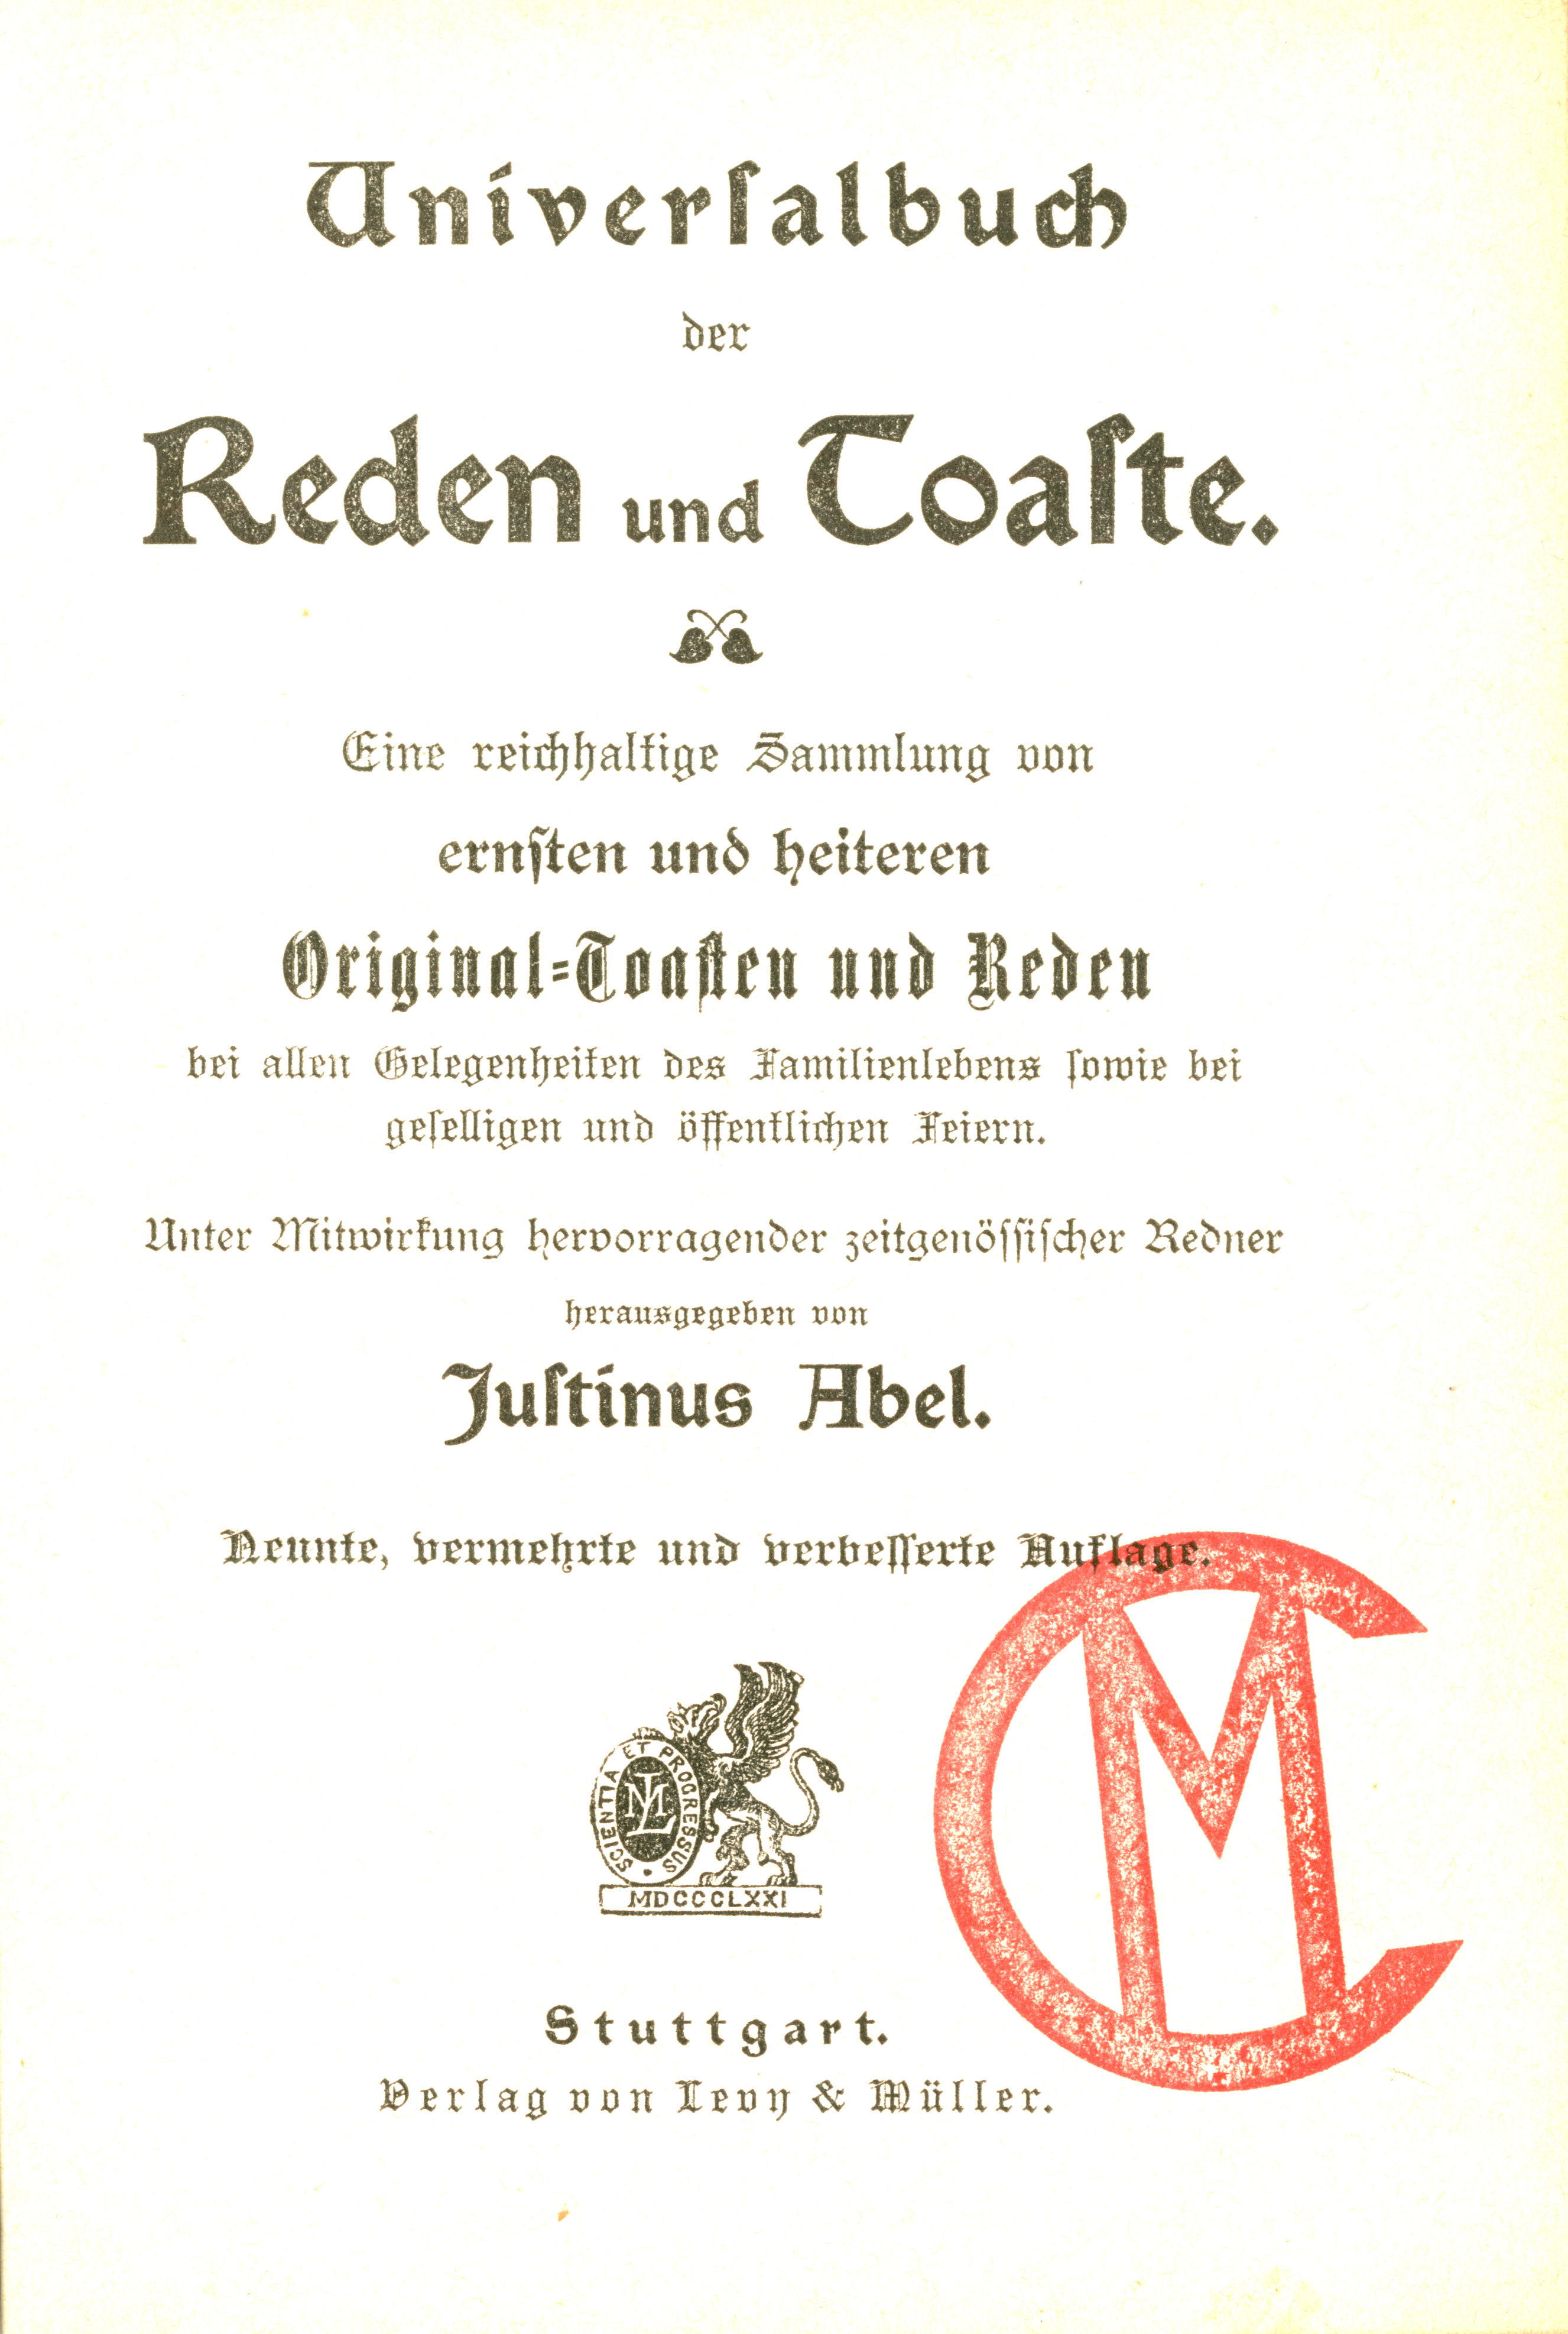 Universalbuch
der
Reden und Toaste.
Eine reichhaltige Sammlung von
ernsten und heiteren
Original-Toasten und Reden
bei allen Gelegenheiten des Familienlebens sowie bei
geselligen und öffentlichen Feiern.
Unter Mitwirkung hervorragender zeitgenössischer Redner
herausgegeben von
Justinus Abel.
Neunte, vermehrte und verbesserte Auflage.
SCIENTIA ET PROGRESSUS
LM
MDCCCLXXI
CM
Stuttgart.
Verlag von Levy & Müller.